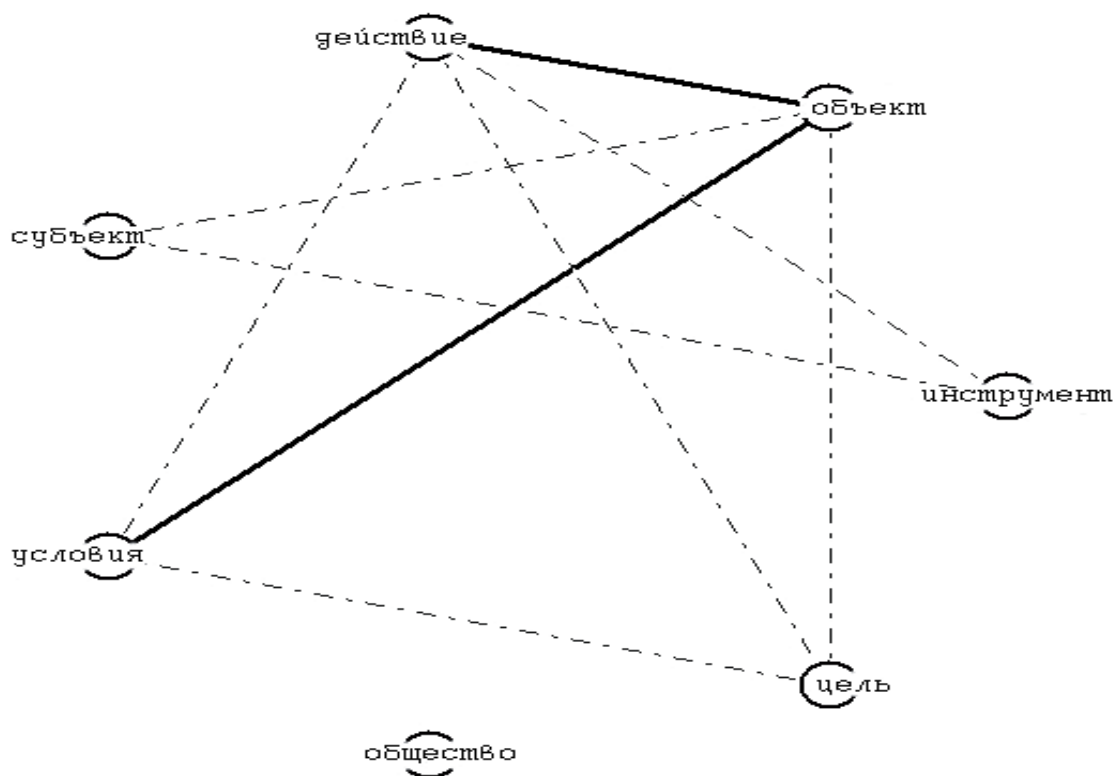 действие
объект
субъект
инструмент
условия
цель
общество